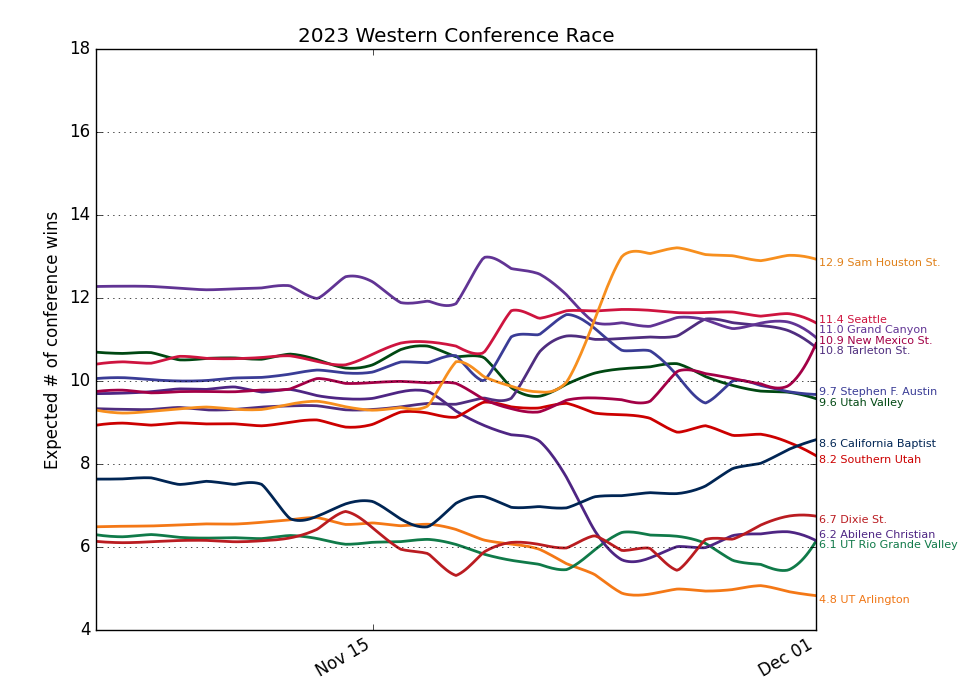 2023 Western Conference Race
Expected # of conference wins
18
16
14
12
10
8
6
4
12.9 Sam Houston St.
11.4 Seattle
11.0 Grand Canyon
10.9 New Mexico St.
10.8 Tarleton St.
9.7 Stephen F. Austin
9.6 Utah Valley
8.6 California Baptist
8.2 Southern Utah
6.7 Dixie St.
6.2 Abilene Christian
6.1 UT Rio Grande Valley
4.8 UT Arlington
Nov 15
Dec 01